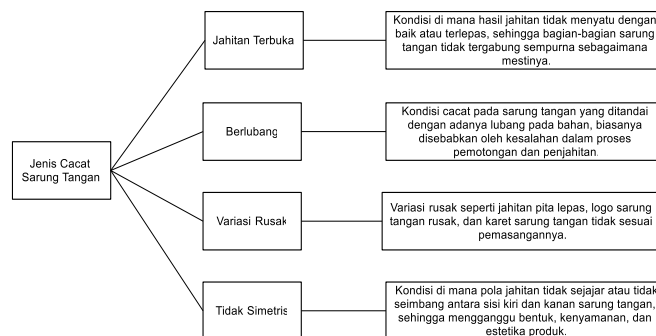 Jenis Cacat
Sarung Tangan
Jahitan Terbuka
Kondisi di mana hasil jahitan tidak menyatu dengan
baik atau terlepas, sehingga bagian-bagian sarung
tangan tidak tergabung sempurna sebagaimana
mestinya.
Berlubang
Kondisi cacat pada sarung tangan yang ditandai
dengan adanya lubang pada bahan, biasanya
disebabkan oleh kesalahan dalam proses
pemotongan dan penjahitan.
Variasi Rusak
Variasi rusak seperti jahitan pita lepas, logo sarung
tangan rusak, dan karet sarung tangan tidak sesuai
pemasangannya.
Tidak Simetris
Kondisi di mana pola jahitan tidak sejajar atau tidak
seimbang antara sisi kiri dan kanan sarung tangan,
sehingga mengganggu bentuk, kenyamanan, dan
estetika produk.